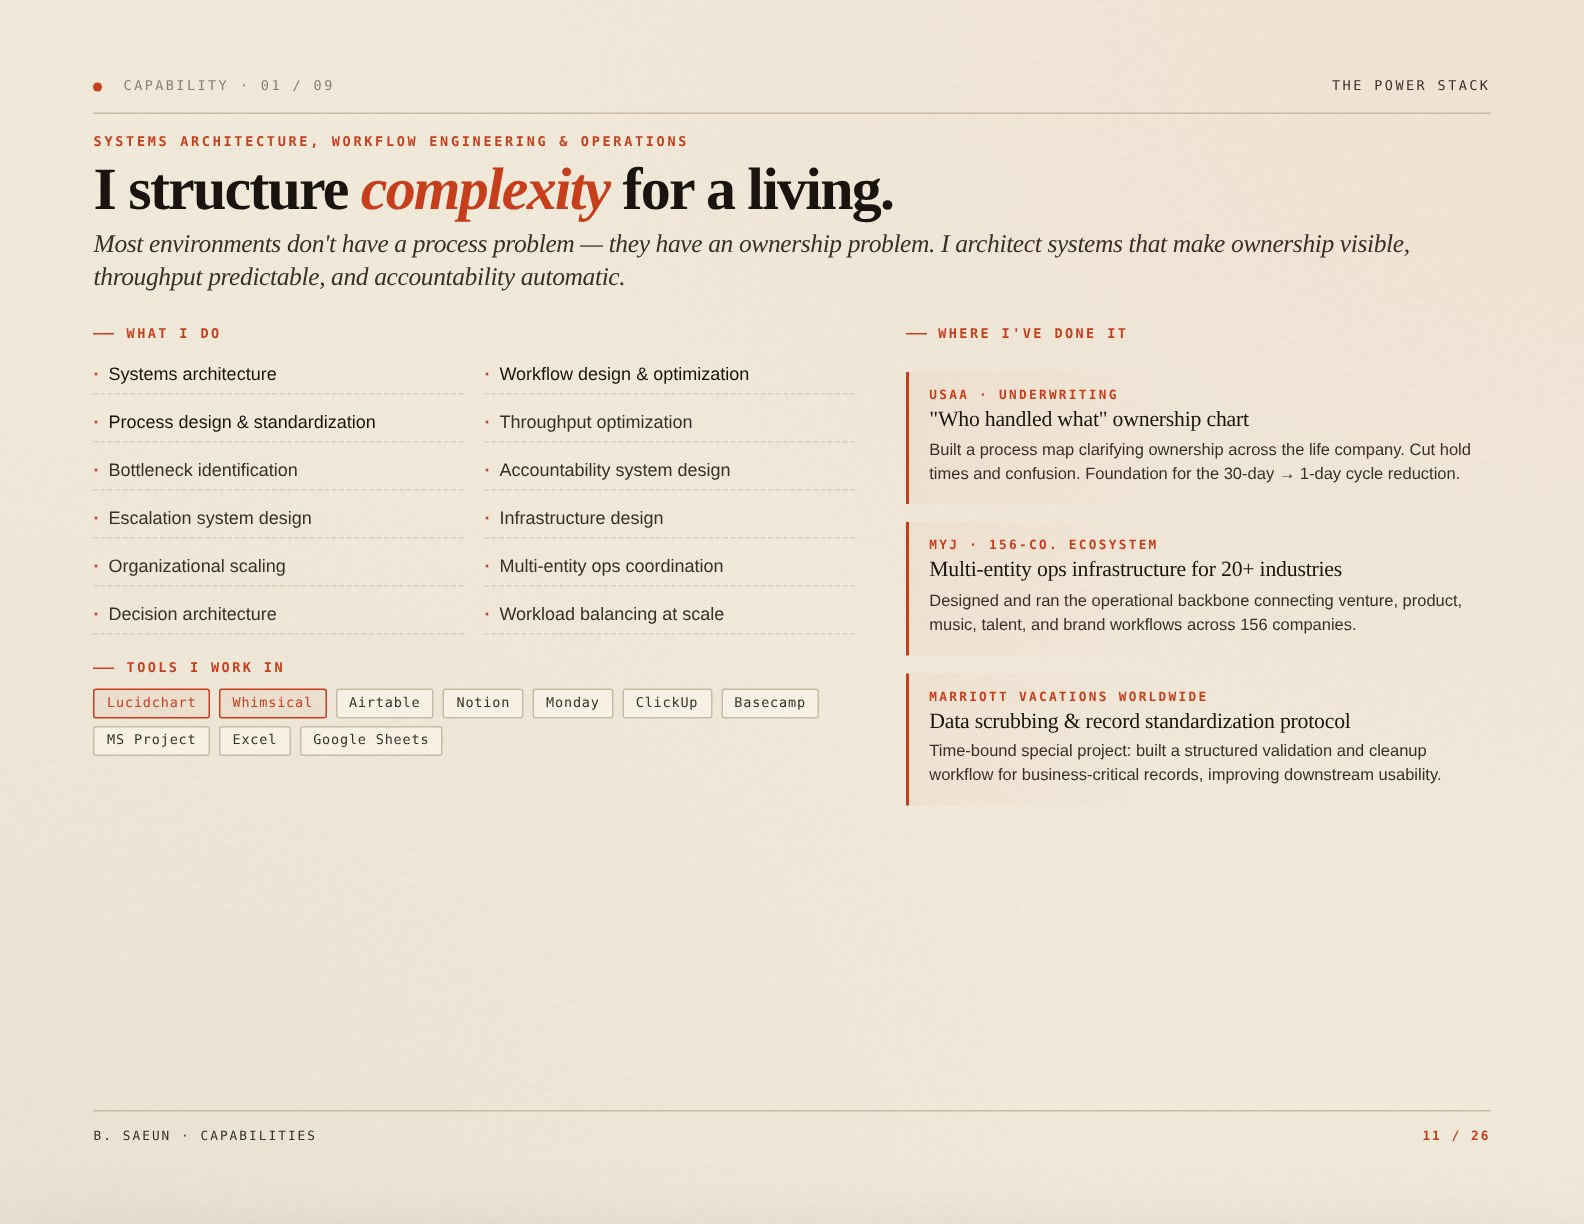 CAPABILITY · 01 / 09
THE POWER STACK
SYSTEMS ARCHITECTURE, WORKFLOW ENGINEERING & OPERATIONS
I structure complexity for a living.
Most environments don't have a process problem — they have an ownership problem. I architect systems that make ownership visible,
throughput predictable, and accountability automatic.
WHAT I DO
· Systems architecture
· Workflow design & optimization
· Process design & standardization
· Throughput optimization
· Bottleneck identification
· Accountability system design
· Escalation system design
· Infrastructure design
· Organizational scaling
· Multi-entity ops coordination
· Decision architecture
· Workload balancing at scale
TOOLS I WORK IN
Lucidchart Whimsical Airtable Notion Monday ClickUp Basecamp
MS Project Excel Google Sheets
WHERE I'VE DONE IT
USAA · UNDERWRITING
"Who handled what" ownership chart
Built a process map clarifying ownership across the life company. Cut hold
times and confusion. Foundation for the 30-day → 1-day cycle reduction.
MYJ · 156-CO. ECOSYSTEM
Multi-entity ops infrastructure for 20+ industries
Designed and ran the operational backbone connecting venture, product,
music, talent, and brand workflows across 156 companies.
MARRIOTT VACATIONS WORLDWIDE
Data scrubbing & record standardization protocol
Time-bound special project: built a structured validation and cleanup
workflow for business-critical records, improving downstream usability.
B. SAEUN · CAPABILITIES
11 / 26